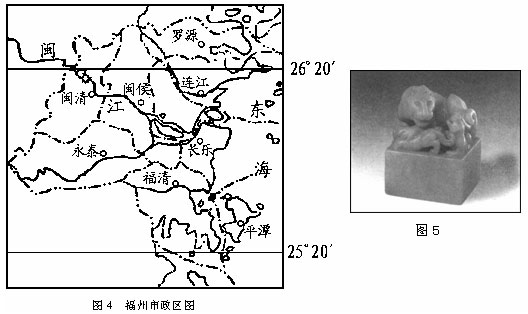 罗源
闽
26°20′
连江
闽清
闽侯
江
东
永泰
长乐
海
福清
平潭
25°20′
图4 福州市政区图
图5